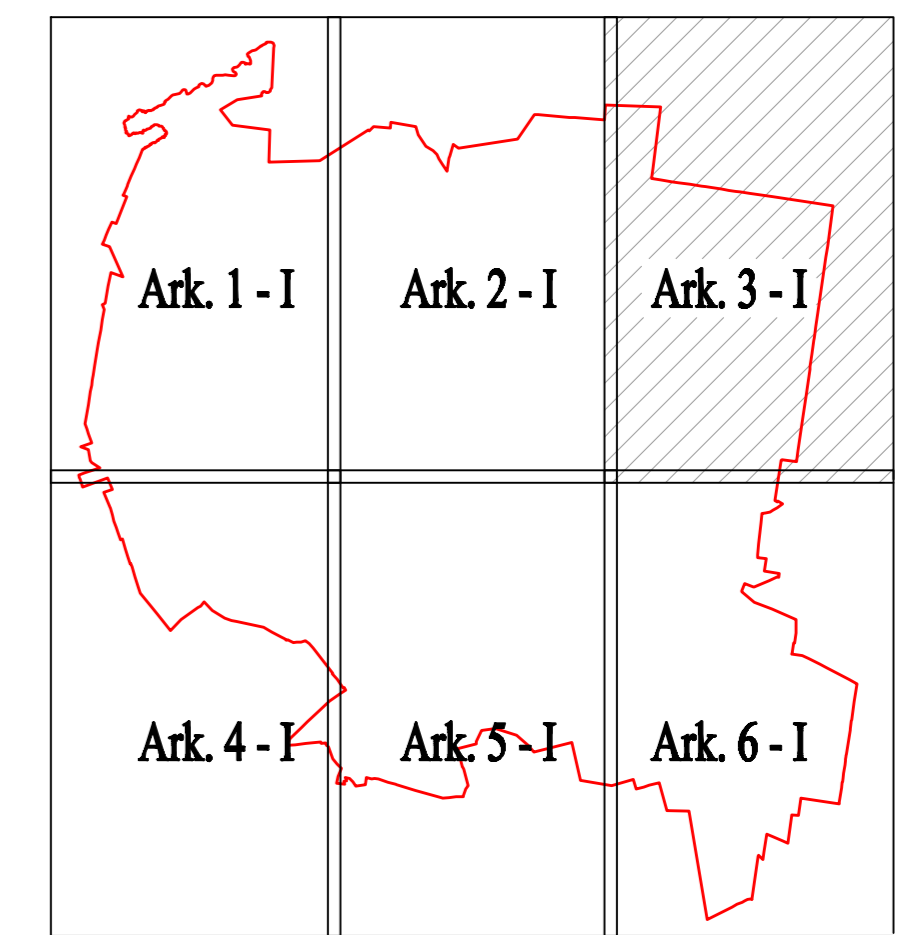 Ark. 1 - I
Ark. 2 - I
Ark. 3 - I
Ark. 4 - I
Ark. 5 - I
Ark. 6 - I